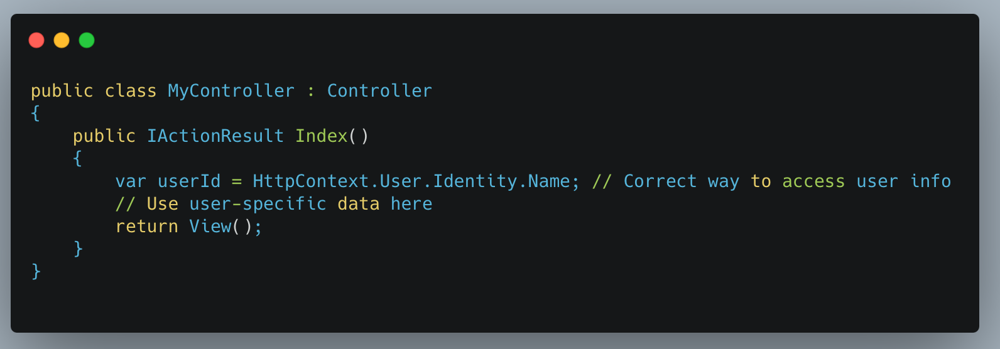 public class MyController : Controller
{
    public IActionResult Index()
    {
        var userId = HttpContext.User.Identity.Name; // Correct way to access user info
        // Use user-specific data here
        return View();
    }
}